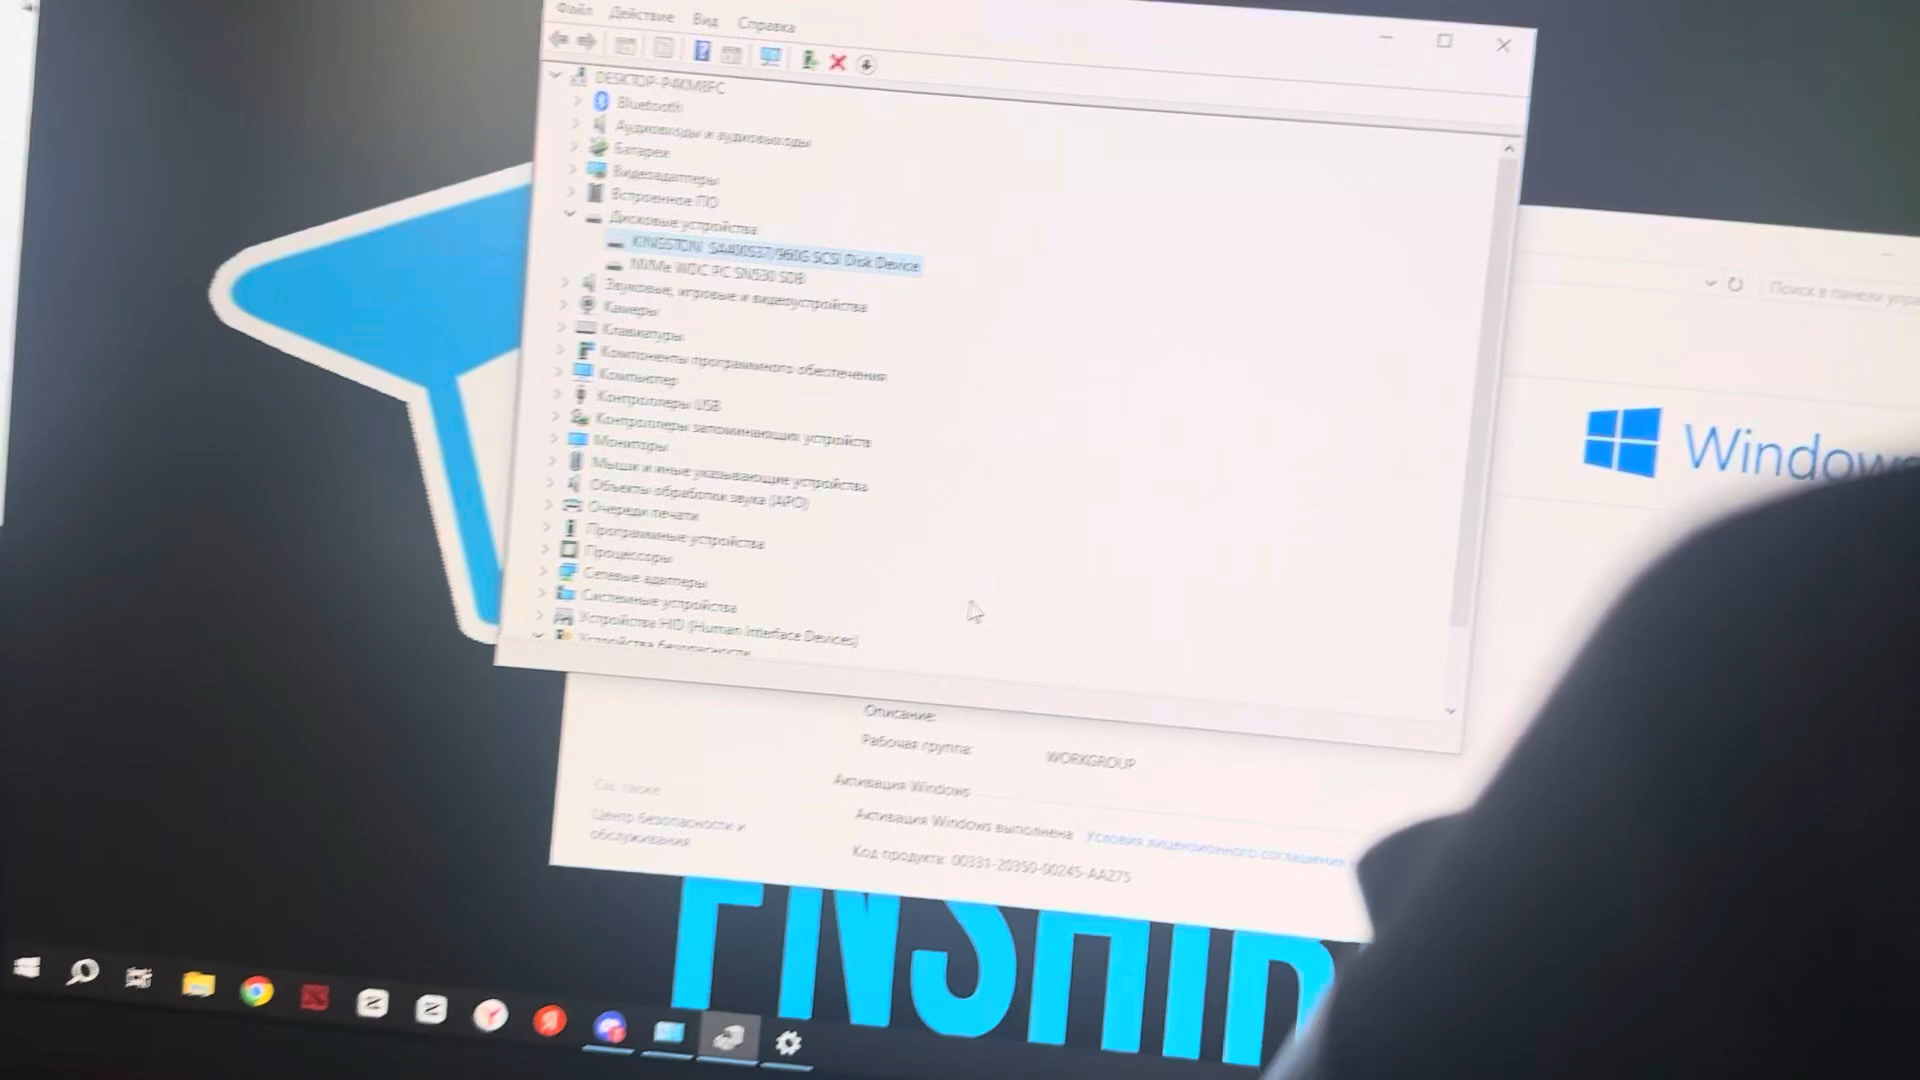 Файл Действие Вид Справка
DESKTOP-P4KM8FC
Bluetooth
Аудиовходы и аудиовыходы
Батареи
Видеоадаптеры
Встроенное ПО
Дисковые устройства
KINGSTON SA400S37/960G SCSI Disk Device
NVMe WDC PC SN530 SDB
Звуковые, игровые и видеоустройства
Камеры
Клавиатуры
Компоненты программного обеспечения
Компьютер
Контроллеры USB
Контроллеры запоминающих устройств
Мониторы
Мыши и иные указывающие устройства
Объекты обработки звука (APO)
Очереди печати
Программные устройства
Процессоры
Сетевые адаптеры
Системные устройства
Устройства HID (Human Interface Devices)
Устройства безопасности
Поиск в панели упра
Windows
Описание:
Рабочая группа: WORKGROUP
Активация Windows
Активация Windows выполнена Условия лицензионного соглашения
Код продукта: 00331-20350-00245-AA275
См. также
Центр безопасности и
обслуживания